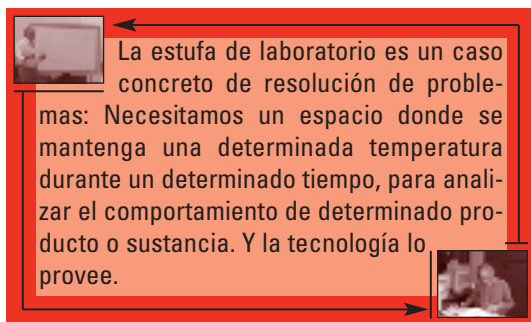 La estufa de laboratorio es un caso
concreto de resolución de proble-
mas: Necesitamos un espacio donde se
mantenga una determinada temperatura
durante un determinado tiempo, para anali-
zar el comportamiento de determinado pro-
ducto o sustancia. Y la tecnología lo
provee.